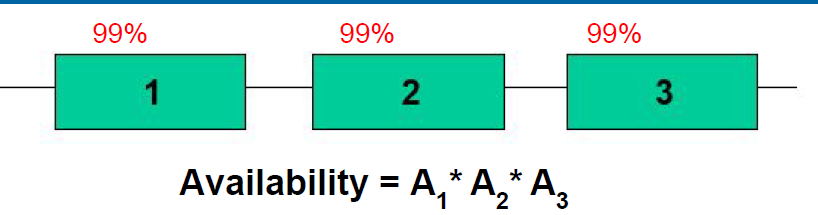 99% 99% 99%
1 2 3
Availability = A₁* A₂* A₃